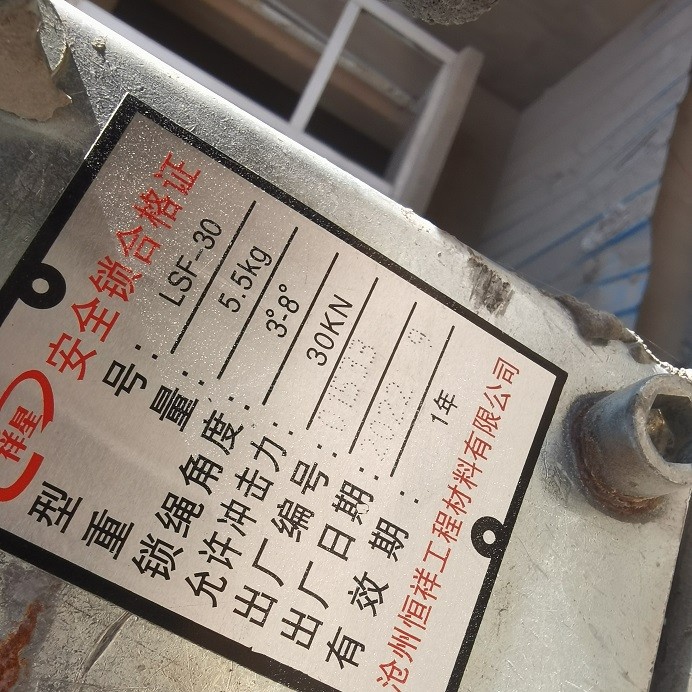 群星 安全锁合格证
型号: LSF-30
重量: 5.5kg
锁绳角度: 3°-8°
允许冲击力: 30KN
出厂编号:
出厂日期:
有效期: 1年
沧州恒祥工程材料有限公司